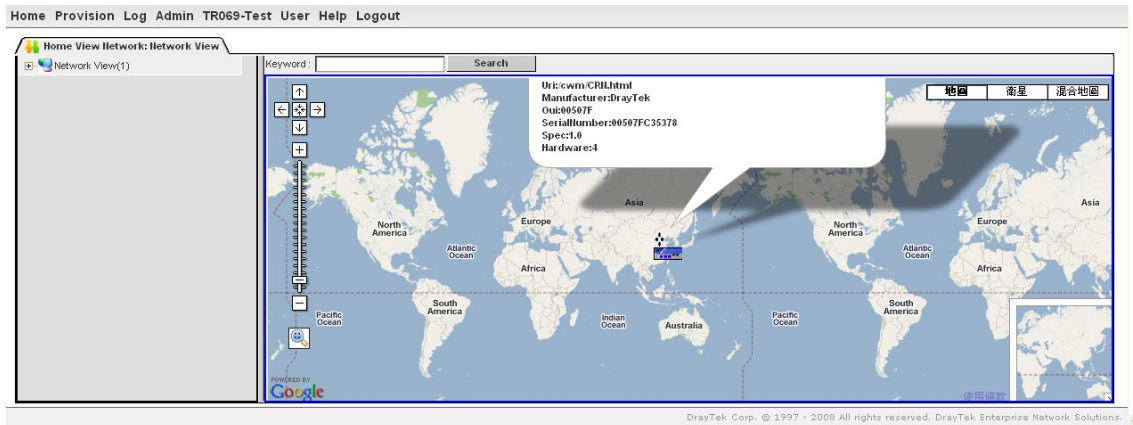 Home Provision Log Admin TR069-Test User Help Logout
Home View Network: Network View
Network View(1)
Keyword :
Search
Uri:/cwm/CRN.html
Manufacturer:DrayTek
Oui:00507F
SerialNumber:00507FC35378
Spec:1.0
Hardware:4
地圖
衛星
混合地圖
Asia
Asia
North America
Europe
North America
Europe
Atlantic Ocean
Atlantic Ocean
Africa
Africa
South America
South America
Pacific Ocean
Indian Ocean
Australia
Pacific Ocean
POWERED BY
Google
使用條款
DrayTek Corp. © 1997 - 2008 All rights reserved. DrayTek Enterprise Network Solutions.